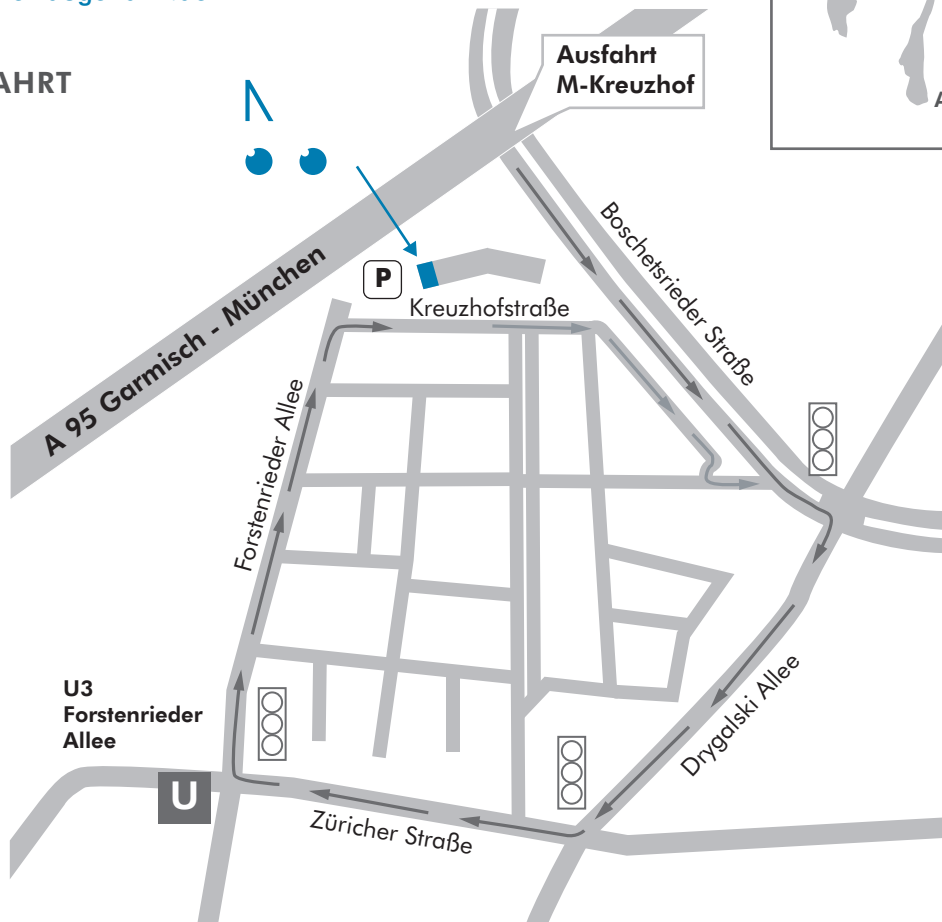 AHRT
Ausfahrt
M-Kreuzhof
A 95 Garmisch - München
Boschetsrieder Straße
P
Kreuzhofstraße
Forstenrieder Allee
U3
Forstenrieder
Allee
U
Züricher Straße
Drygalski Allee